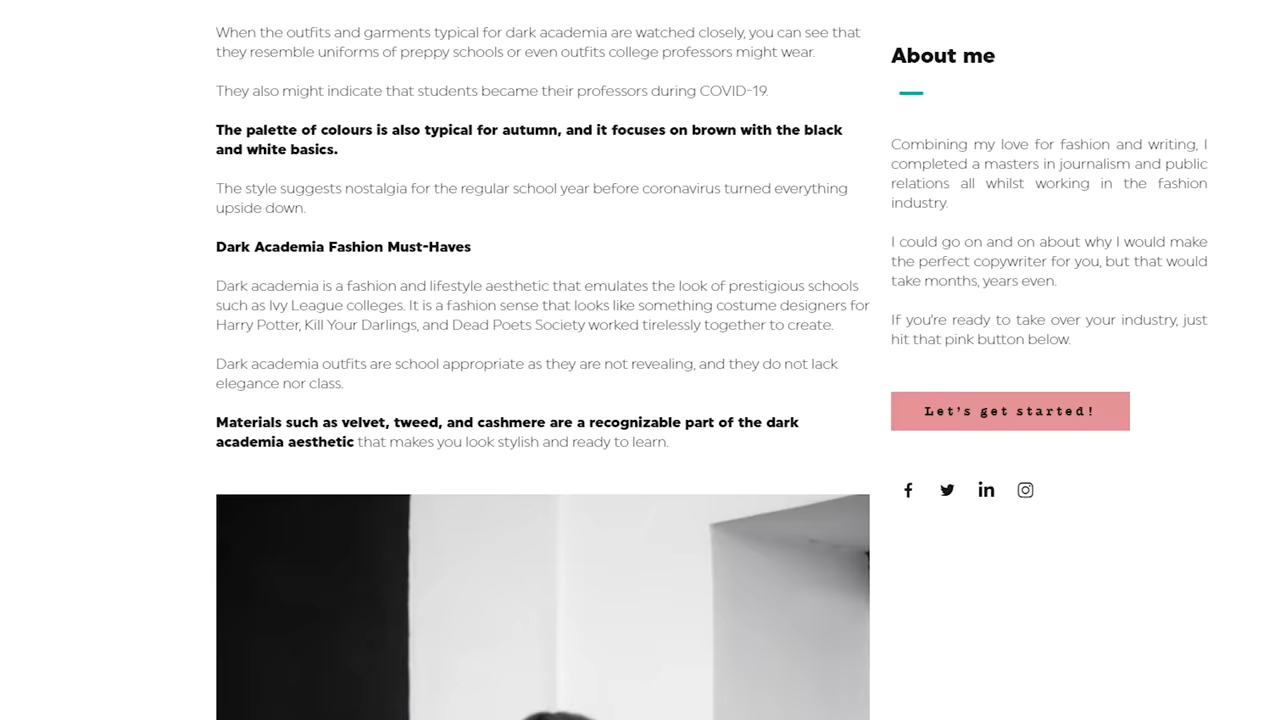 When the outfits and garments typical for dark academia are watched closely, you can see that
they resemble uniforms of preppy schools or even outfits college professors might wear.
They also might indicate that students became their professors during COVID-19.
The palette of colours is also typical for autumn, and it focuses on brown with the black
and white basics.
The style suggests nostalgia for the regular school year before coronavirus turned everything
upside down.
Dark Academia Fashion Must-Haves
Dark academia is a fashion and lifestyle aesthetic that emulates the look of prestigious schools
such as Ivy League colleges. It is a fashion sense that looks like something costume designers for
Harry Potter, Kill Your Darlings, and Dead Poets Society worked tirelessly together to create.
Dark academia outfits are school appropriate as they are not revealing, and they do not lack
elegance nor class.
Materials such as velvet, tweed, and cashmere are a recognizable part of the dark
academia aesthetic that makes you look stylish and ready to learn.
About me
Combining my love for fashion and writing, I
completed a masters in journalism and public
relations all whilst working in the fashion
industry.
I could go on and on about why I would make
the perfect copywriter for you, but that would
take months, years even.
If you're ready to take over your industry, just
hit that pink button below.
Let's get started!